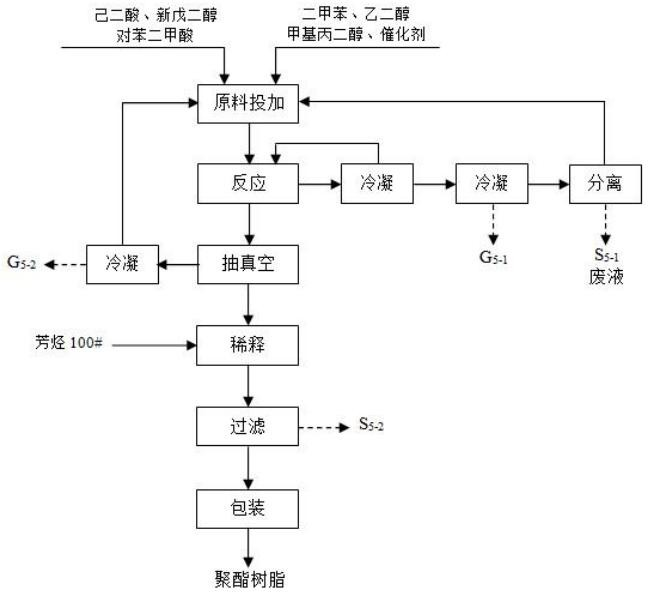 己二酸、新戊二醇
对苯二甲酸
二甲苯、乙二醇
甲基丙二醇、催化剂
原料投加
反应
冷凝
冷凝
分离
G5-1
S5-1
废液
G5-2
冷凝
抽真空
芳烃 100#
稀释
过滤
S5-2
包装
聚酯树脂